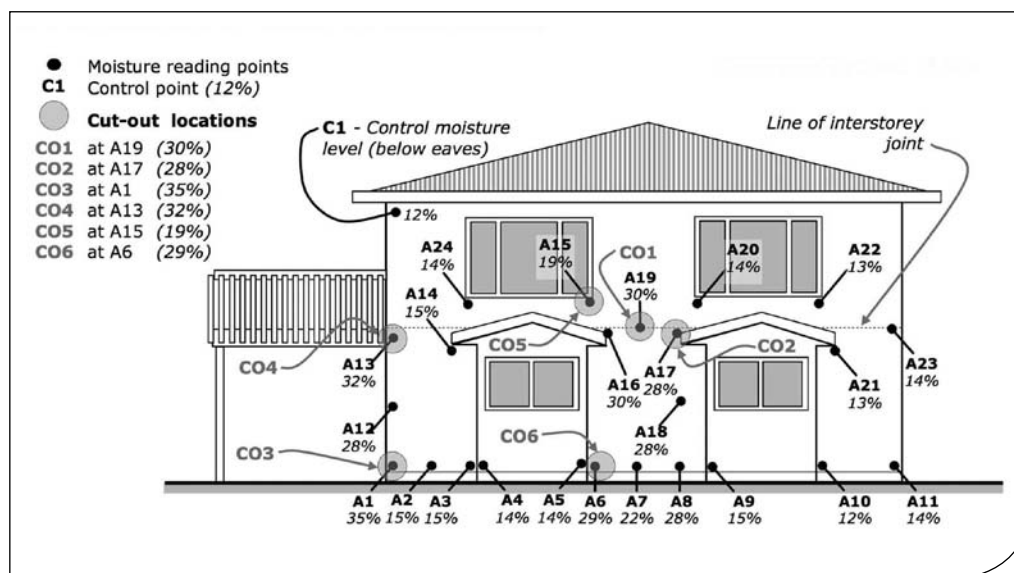 Moisture reading points
C1 Control point (12%)
Cut-out locations
CO1 at A19 (30%)
CO2 at A17 (28%)
CO3 at A1 (35%)
CO4 at A13 (32%)
CO5 at A15 (19%)
CO6 at A6 (29%)
C1 - Control moisture
level (below eaves)
Line of interstorey
joint
12%
A24
14%
A15
19%
CO1
A20
14%
A22
13%
A14
15%
A19
30%
CO4
A13
32%
CO5
A16
30%
A17
28%
CO2
A21
13%
A23
14%
A12
28%
A18
28%
CO3
CO6
A1
35%
A2
15%
A3
15%
A4
14%
A5
14%
A6
29%
A7
22%
A8
28%
A9
15%
A10
12%
A11
14%